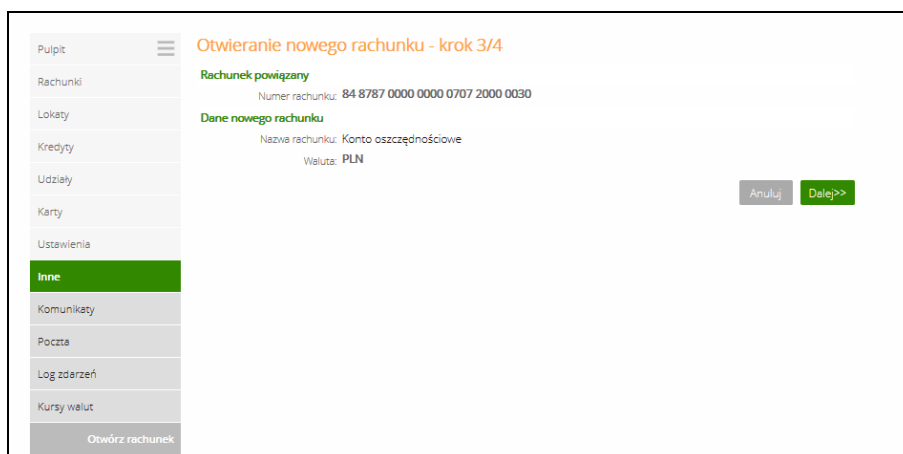 Pulpit
Rachunki
Lokaty
Kredyty
Udziały
Karty
Ustawienia
Inne
Komunikaty
Poczta
Log zdarzeń
Kursy walut
Otwórz rachunek
Otwieranie nowego rachunku - krok 3/4
Rachunek powiązany
Numer rachunku: 84 8787 0000 0000 0707 2000 0030
Dane nowego rachunku
Nazwa rachunku: Konto oszczędnościowe
Waluta: PLN
Anuluj Dalej>>